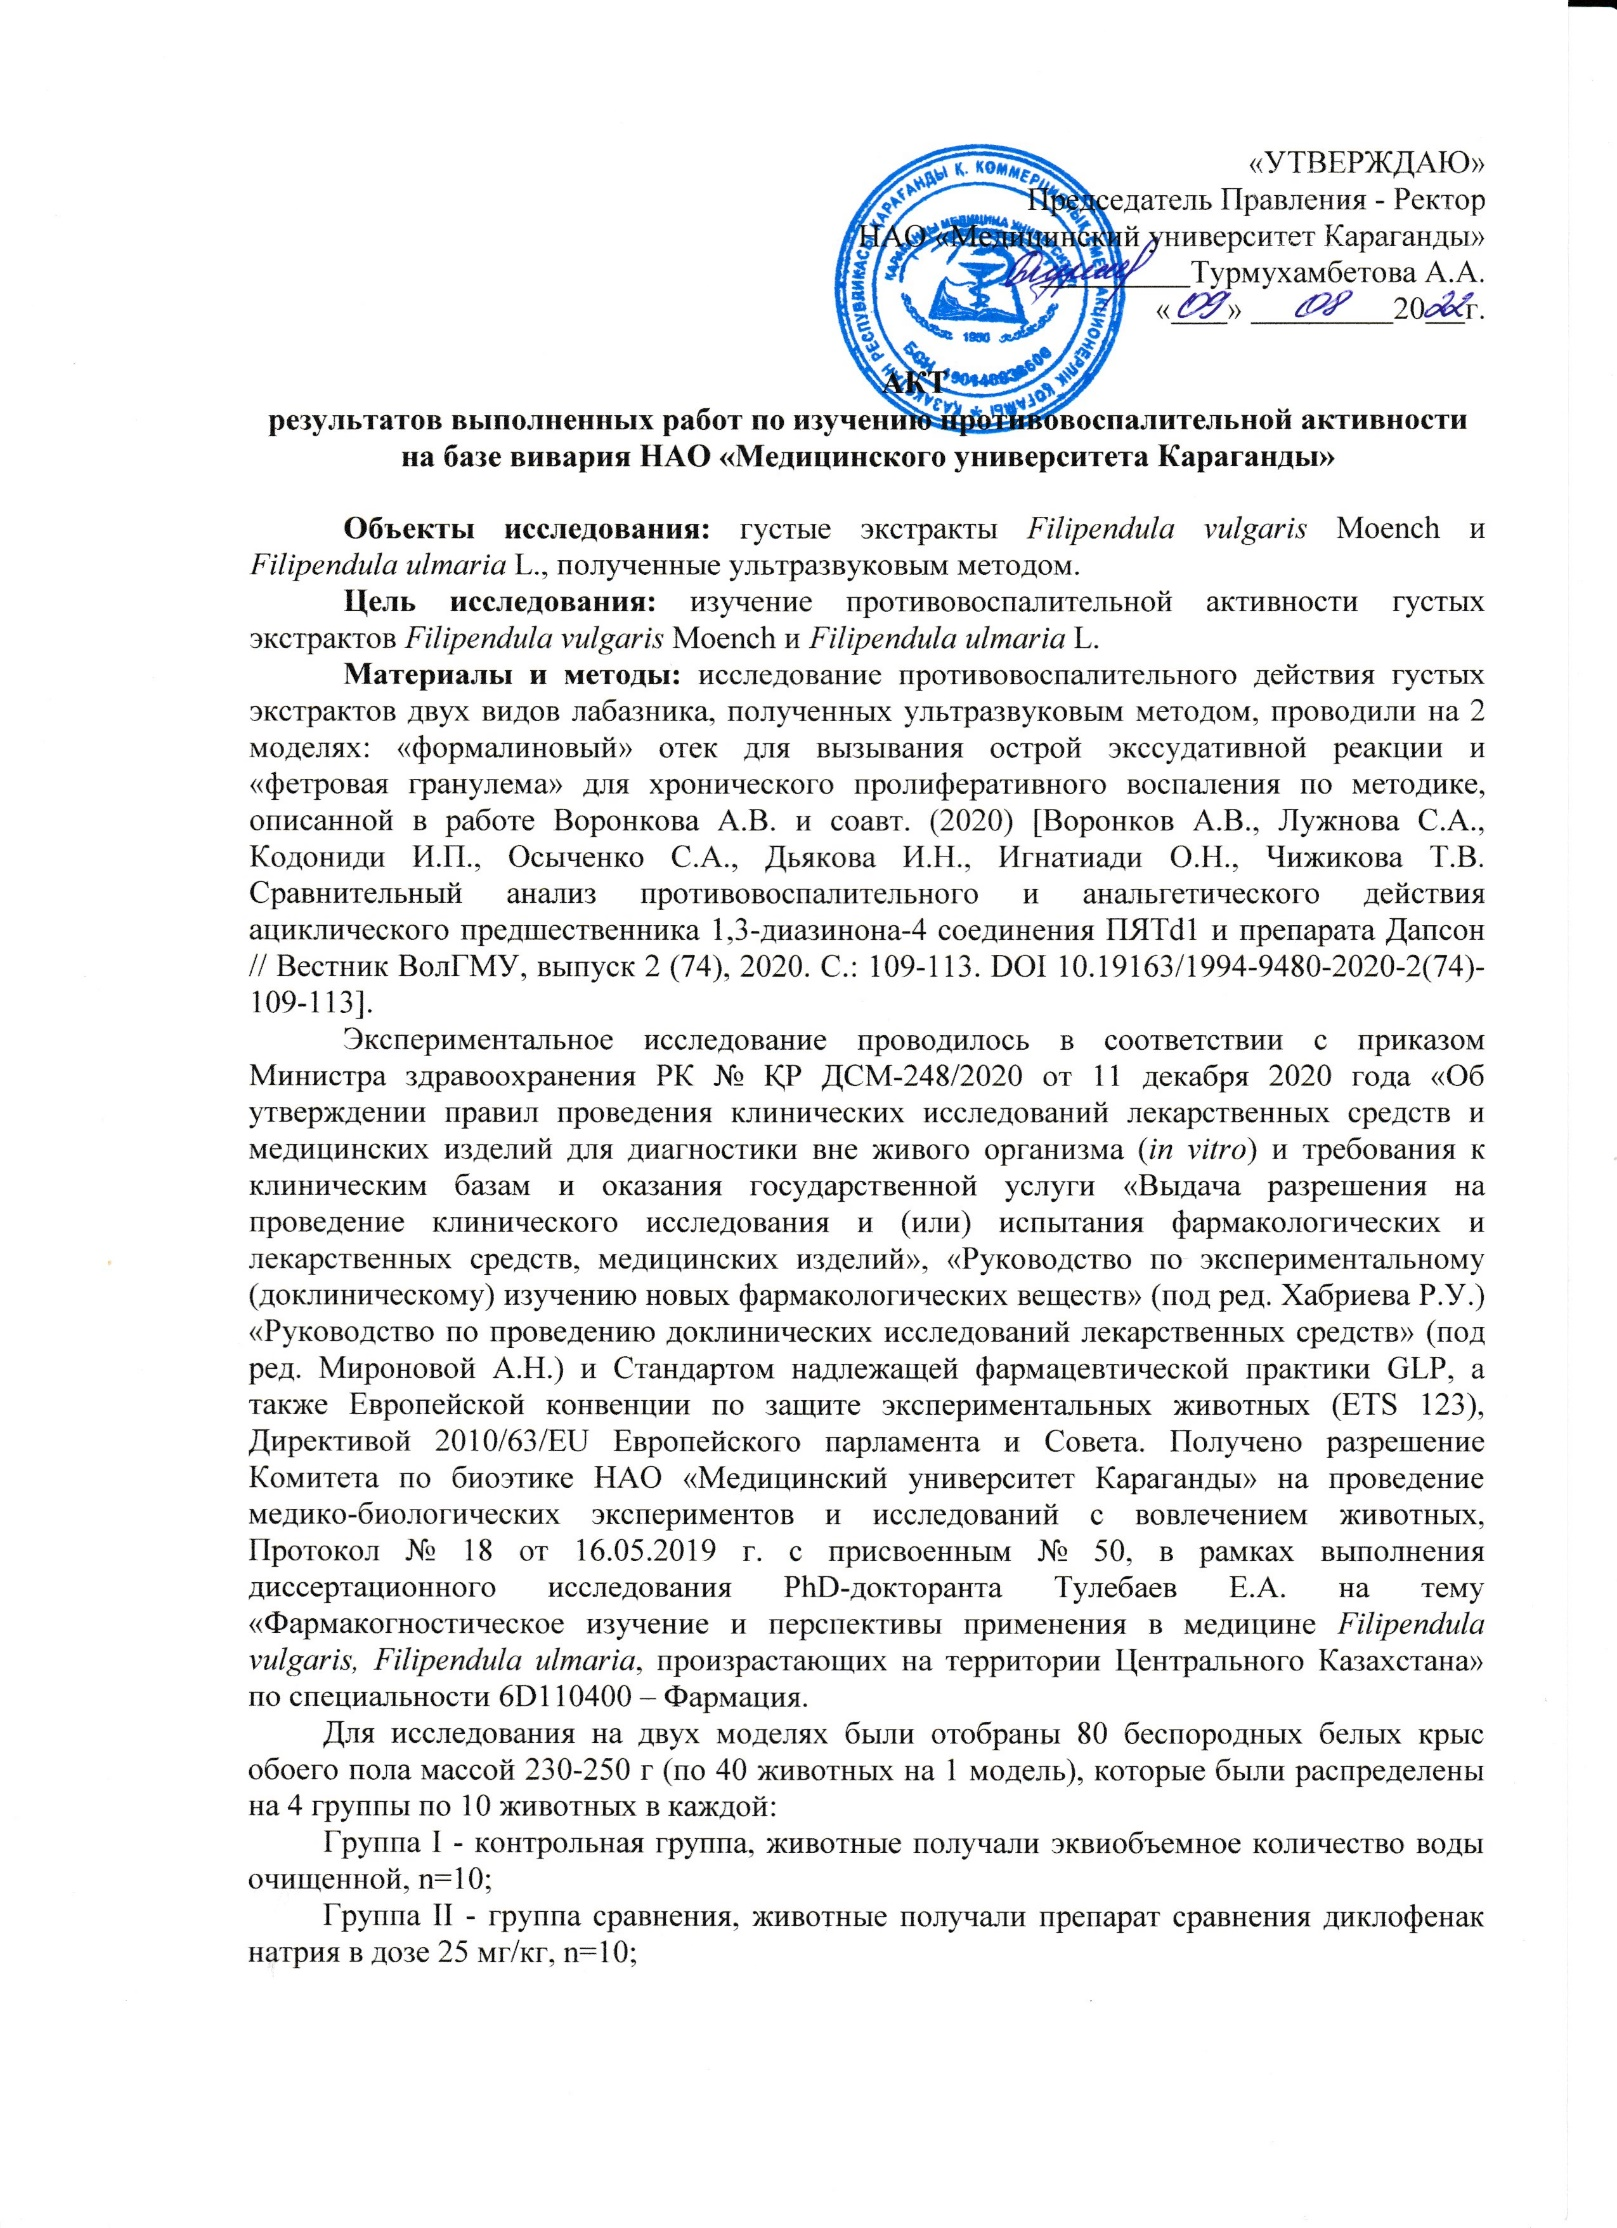 «УТВЕРЖДАЮ»
Председатель Правления - Ректор
НАО «Медицинский университет Караганды»
Турмухамбетова А.А.
«09» 08 2022г.
КАРАҒАНДЫ Қ. КОММЕРЦИЯЛЫҚ ЕМЕС АКЦИОНЕРЛІК ҚОҒАМЫ * ҚАЗАҚСТАН РЕСПУБЛИКАСЫ
КАРАҒАНДЫ МЕДИЦИНА УНИВЕРСИТЕТІ
1950
БСН
АКТ
результатов выполненных работ по изучению противовоспалительной активности
на базе вивария НАО «Медицинского университета Караганды»
Объекты исследования: густые экстракты Filipendula vulgaris Moench и
Filipendula ulmaria L., полученные ультразвуковым методом.
Цель исследования: изучение противовоспалительной активности густых
экстрактов Filipendula vulgaris Moench и Filipendula ulmaria L.
Материалы и методы: исследование противовоспалительного действия густых
экстрактов двух видов лабазника, полученных ультразвуковым методом, проводили на 2
моделях: «формалиновый» отек для вызывания острой экссудативной реакции и
«фетровая гранулема» для хронического пролиферативного воспаления по методике,
описанной в работе Воронкова А.В. и соавт. (2020) [Воронков А.В., Лужнова С.А.,
Кодониди И.П., Осыченко С.А., Дьякова И.Н., Игнатиади О.Н., Чижикова Т.В.
Сравнительный анализ противовоспалительного и анальгетического действия
ациклического предшественника 1,3-диазинона-4 соединения ПЯТd1 и препарата Дапсон
// Вестник ВолГМУ, выпуск 2 (74), 2020. С.: 109-113. DOI 10.19163/1994-9480-2020-2(74)-
109-113].
Экспериментальное исследование проводилось в соответствии с приказом
Министра здравоохранения РК № ҚР ДСМ-248/2020 от 11 декабря 2020 года «Об
утверждении правил проведения клинических исследований лекарственных средств и
медицинских изделий для диагностики вне живого организма (in vitro) и требования к
клиническим базам и оказания государственной услуги «Выдача разрешения на
проведение клинического исследования и (или) испытания фармакологических и
лекарственных средств, медицинских изделий», «Руководство по экспериментальному
(доклиническому) изучению новых фармакологических веществ» (под ред. Хабриева Р.У.)
«Руководство по проведению доклинических исследований лекарственных средств» (под
ред. Мироновой А.Н.) и Стандартом надлежащей фармацевтической практики GLP, а
также Европейской конвенции по защите экспериментальных животных (ETS 123),
Директивой 2010/63/EU Европейского парламента и Совета. Получено разрешение
Комитета по биоэтике НАО «Медицинский университет Караганды» на проведение
медико-биологических экспериментов и исследований с вовлечением животных,
Протокол № 18 от 16.05.2019 г. с присвоенным № 50, в рамках выполнения
диссертационного исследования PhD-докторанта Тулебаев Е.А. на тему
«Фармакогностическое изучение и перспективы применения в медицине Filipendula
vulgaris, Filipendula ulmaria, произрастающих на территории Центрального Казахстана»
по специальности 6D110400 – Фармация.
Для исследования на двух моделях были отобраны 80 беспородных белых крыс
обоего пола массой 230-250 г (по 40 животных на 1 модель), которые были распределены
на 4 группы по 10 животных в каждой:
Группа I - контрольная группа, животные получали эквиобъемное количество воды
очищенной, n=10;
Группа II - группа сравнения, животные получали препарат сравнения диклофенак
натрия в дозе 25 мг/кг, n=10;